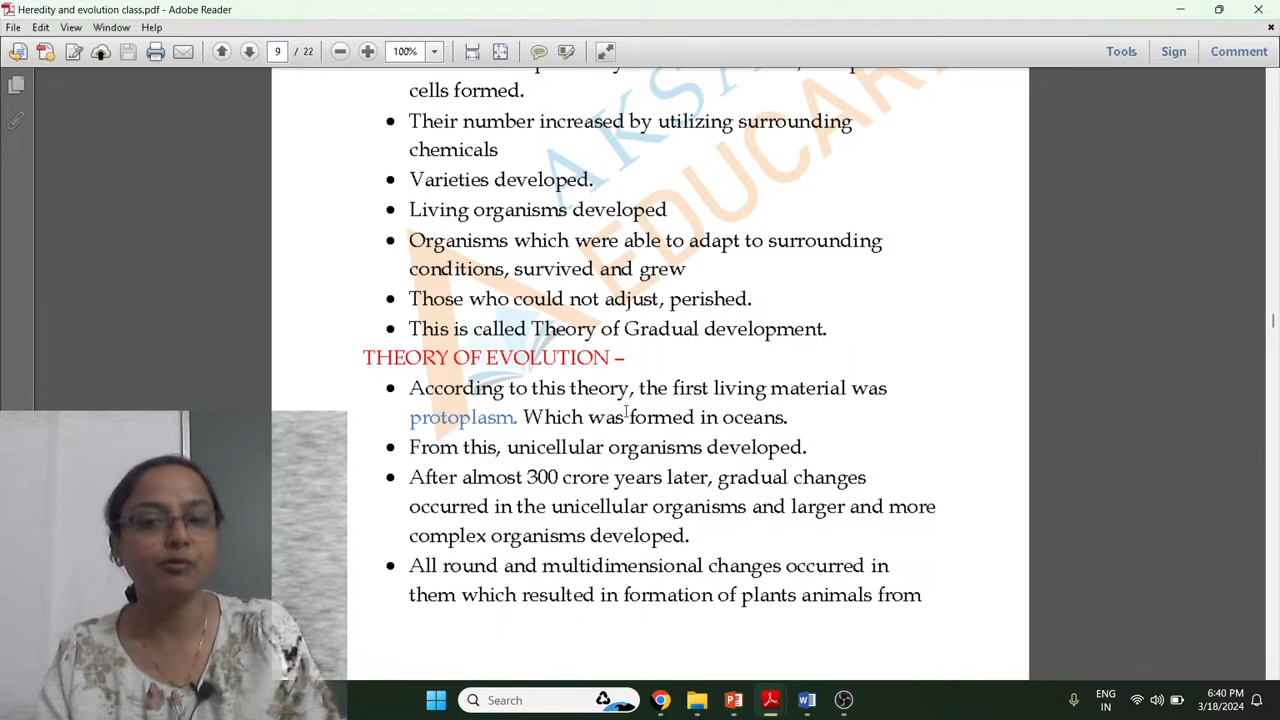 Heredity and evolution class.pdf - Adobe Reader
File Edit View Window Help
9 / 22 100% Tools Sign Comment
cells formed.
• Their number increased by utilizing surrounding
chemicals
• Varieties developed.
• Living organisms developed
• Organisms which were able to adapt to surrounding
conditions, survived and grew
• Those who could not adjust, perished.
• This is called Theory of Gradual development.
THEORY OF EVOLUTION –
• According to this theory, the first living material was
protoplasm. Which was formed in oceans.
• From this, unicellular organisms developed.
• After almost 300 crore years later, gradual changes
occurred in the unicellular organisms and larger and more
complex organisms developed.
• All round and multidimensional changes occurred in
them which resulted in formation of plants animals from
AKSA
EDUCAR
Search
ENG
IN
6:40 PM
3/18/2024